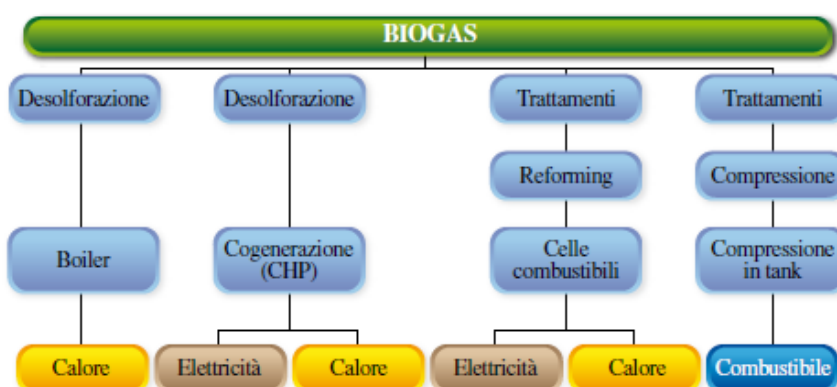 BIOGAS
Desolforazione
Desolforazione
Trattamenti
Trattamenti
Reforming
Compressione
Boiler
Cogenerazione
(CHP)
Celle
combustibili
Compressione
in tank
Calore
Elettricità
Calore
Elettricità
Calore
Combustibile